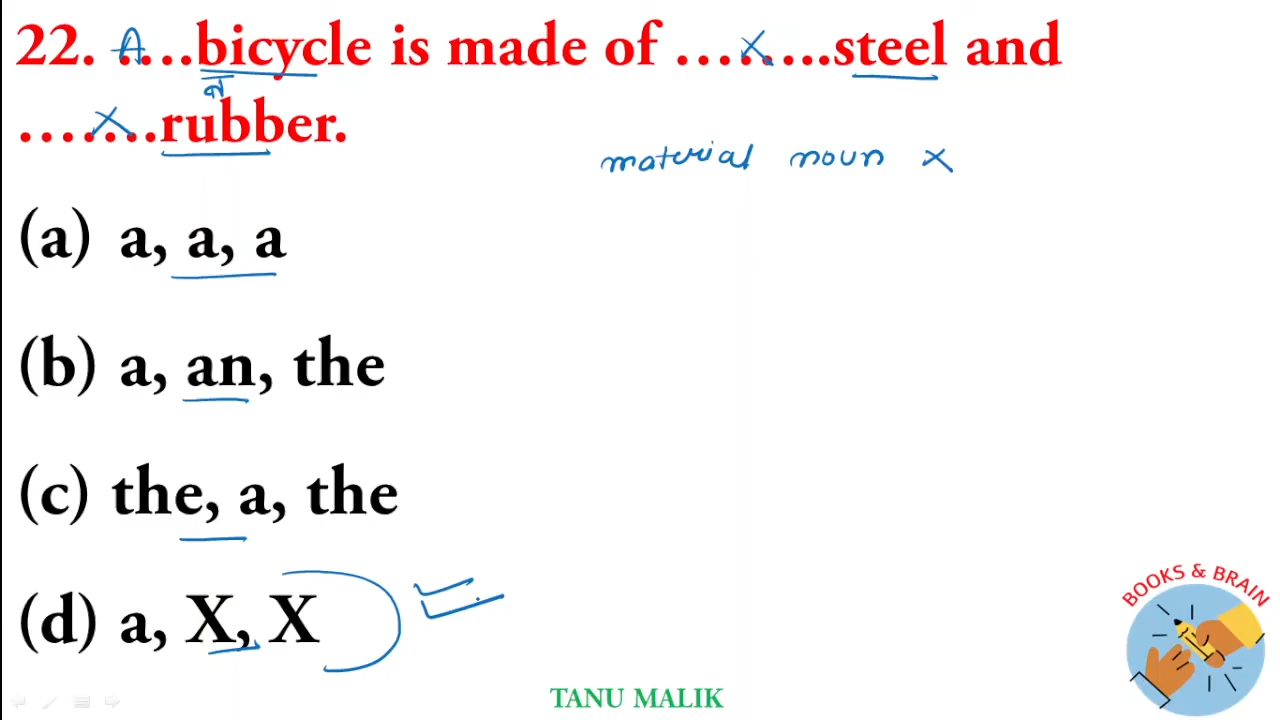 22. A....bicycle is made of ....X....steel and
ब
....X....rubber.
material noun X
(a) a, a, a
(b) a, an, the
(c) the, a, the
(d) a, X, X
BOOKS & BRAIN
TANU MALIK